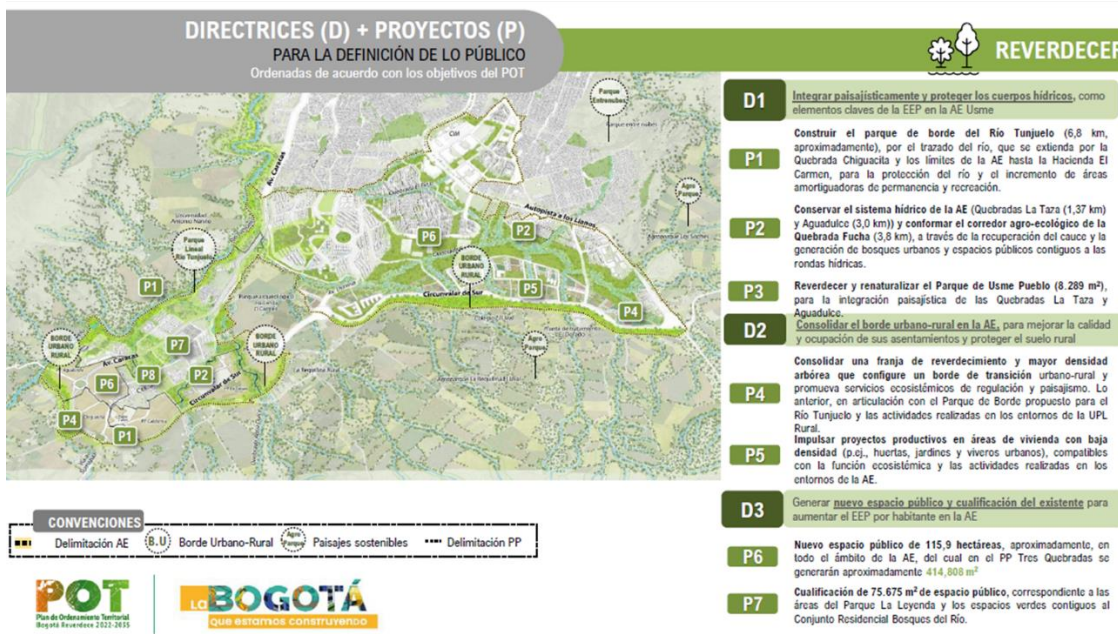 DIRECTRICES (D) + PROYECTOS (P)
PARA LA DEFINICIÓN DE LO PÚBLICO
Ordenadas de acuerdo con los objetivos del POT
REVERDECER
Parque
Entrenubes
Av. Caracas
Agro
Parque
Autopista a los Llanos
Universidad
Antonio Nariño
Parque
Lineal
Río Tunjuelo
P6
P2
BORDE
URBANO
RURAL
P5
Circunvalar de Sur
P4
P1
BORDE
URBANO
RURAL
BORDE
URBANO
RURAL
Agro
Parque
Av. Caracas
P7
P6
P8
P2
Circunvalar de Sur
P4
P1
D1
Integrar paisajísticamente y proteger los cuerpos hídricos, como
elementos claves de la EEP en la AE Usme
P1
Construir el parque de borde del Río Tunjuelo (6,8 km,
aproximadamente), por el trazado del río, que se extienda por la
Quebrada Chiguacita y los límites de la AE hasta la Hacienda El
Carmen, para la protección del río y el incremento de áreas
amortiguadoras de permanencia y recreación.
P2
Conservar el sistema hídrico de la AE (Quebradas La Taza (1,37 km)
y Aguadulce (3,0 km)) y conformar el corredor agro-ecológico de la
Quebrada Fucha (3,8 km), a través de la recuperación del cauce y la
generación de bosques urbanos y espacios públicos contiguos a las
rondas hídricas.
P3
Reverdecer y renaturalizar el Parque de Usme Pueblo (8.289 m²),
para la integración paisajística de las Quebradas La Taza y
Aguadulce.
D2
Consolidar el borde urbano-rural en la AE, para mejorar la calidad
y ocupación de sus asentamientos y proteger el suelo rural
P4
Consolidar una franja de reverdecimiento y mayor densidad
arbórea que configure un borde de transición urbano-rural y
promueva servicios ecosistémicos de regulación y paisajismo. Lo
anterior, en articulación con el Parque de Borde propuesto para el
Río Tunjuelo y las actividades realizadas en los entornos de la UPL
Rural.
P5
Impulsar proyectos productivos en áreas de vivienda con baja
densidad (p.ej., huertas, jardines y viveros urbanos), compatibles
con la función ecosistémica y las actividades realizadas en los
entornos de la AE.
D3
Generar nuevo espacio público y cualificación del existente para
aumentar el EEP por habitante en la AE
P6
Nuevo espacio público de 115,9 hectáreas, aproximadamente, en
todo el ámbito de la AE, del cual en el PP Tres Quebradas se
generarán aproximadamente 414,808 m²
P7
Cualificación de 75.675 m² de espacio público, correspondiente a las
áreas del Parque La Leyenda y los espacios verdes contiguos al
Conjunto Residencial Bosques del Río.
CONVENCIONES
Delimitación AE
B.U
Borde Urbano-Rural
Agro
Parque
Paisajes sostenibles
Delimitación PP
POT
Plan de Ordenamiento Territorial
Bogotá Reverdece 2022-2035
LA BOGOTÁ
que estamos construyendo